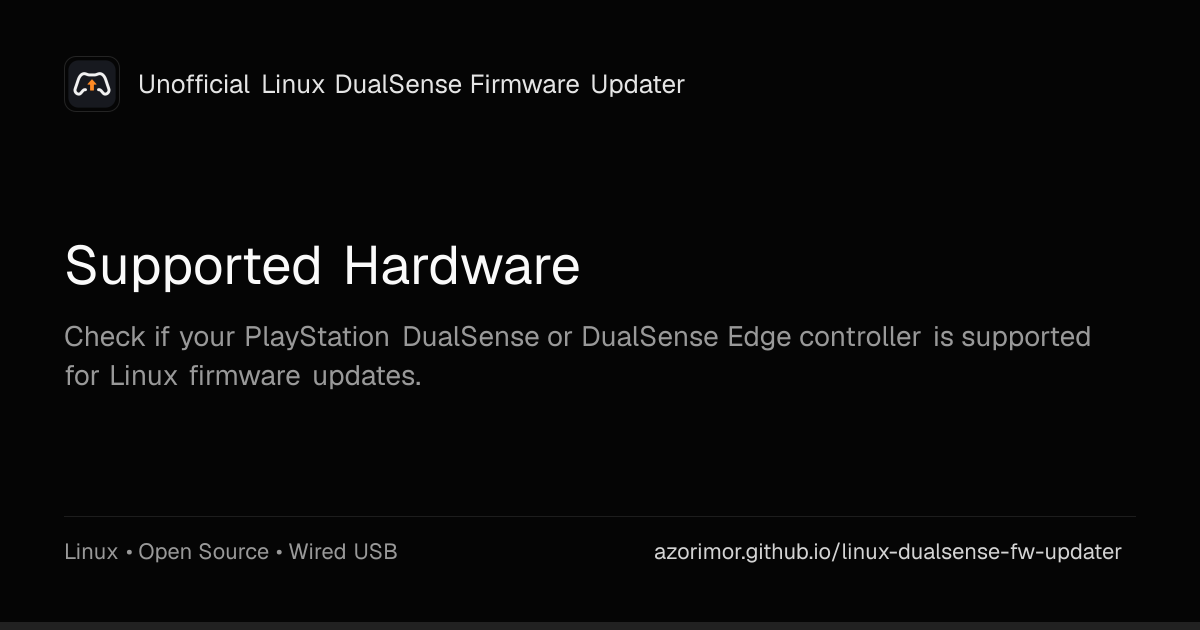 Unofficial Linux DualSense Firmware Updater
Supported Hardware
Check if your PlayStation DualSense or DualSense Edge controller is supported
for Linux firmware updates.
Linux • Open Source • Wired USB
azorimor.github.io/linux-dualsense-fw-updater